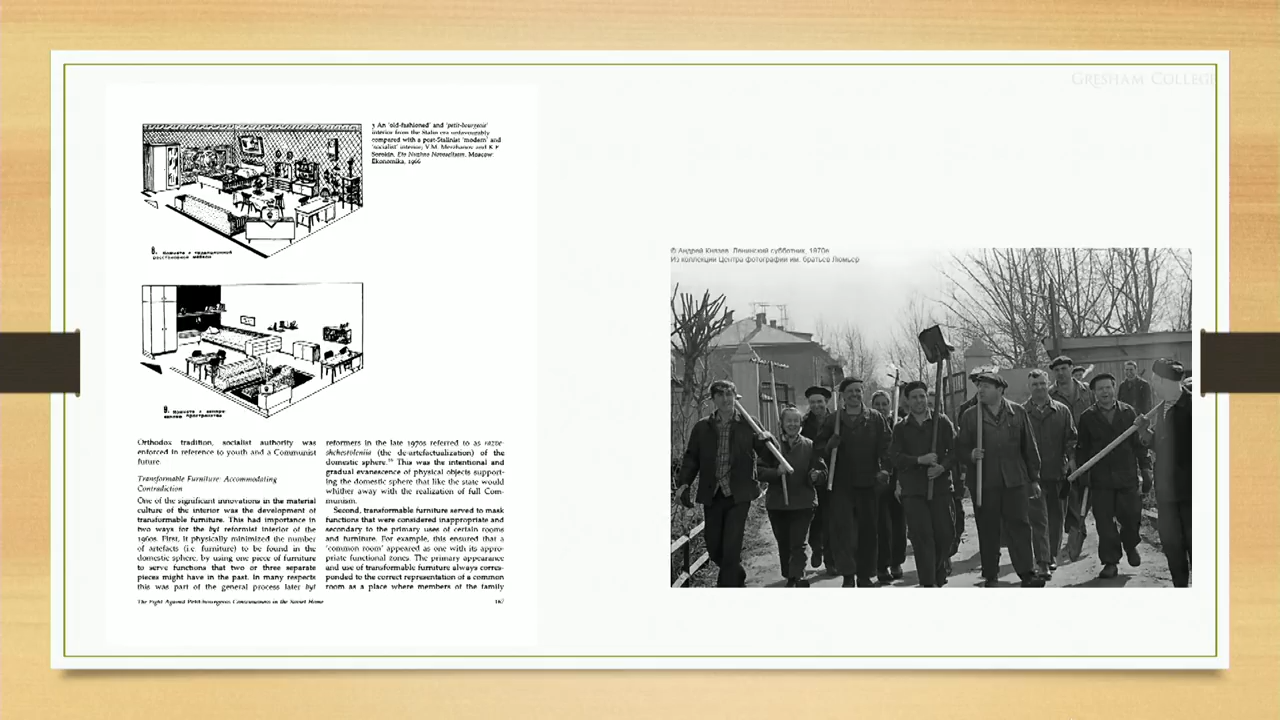 GRESHAM COLLEGE
3 An 'old-fashioned' and 'petit-bourgeois'
interior from the Stalin era unfavourably
compared with a post-Stalinist 'modern' and
'socialist' interior; V.M. Merzhanov and K.F.
Sorokin, Eto Nuzhno Novoselam, Moscow:
Ekonomika, 1966
8. Комната с традиционной
расстановкой мебели
9. Комната с
пространства
Orthodox tradition, socialist authority was
enforced in reference to youth and a Communist
future.
Transformable Furniture: Accommodating
Contradiction
One of the significant innovations in the material
culture of the interior was the development of
transformable furniture. This had importance in
two ways for the byt reformist interior of the
1960s. First, it physically minimized the number
of artefacts (i.e. furniture) to be found in the
domestic sphere, by using one piece of furniture
to serve functions that two or three separate
pieces might have in the past. In many respects
this was part of the general process later byt
reformers in the late 1970s referred to as razve-
shchestvleniia (the de-artefactualization) of the
domestic sphere. This was the intentional and
gradual evanescence of physical objects support-
ing the domestic sphere that like the state would
whither away with the realization of full Com-
munism.
Second, transformable furniture served to mask
functions that were considered inappropriate and
secondary to the primary uses of certain rooms
and furniture. For example, this ensured that a
'common room' appeared as one with its appro-
priate functional zones. The primary appearance
and use of transformable furniture always corres-
ponded to the correct representation of a common
room as a place where members of the family
The Fight Against Petit-bourgeois Consciousness in the Soviet Home
167
© Андрей Князев. Ленинский субботник, 1970е
Из коллекции Центра фотографии им. братьев Люмьер